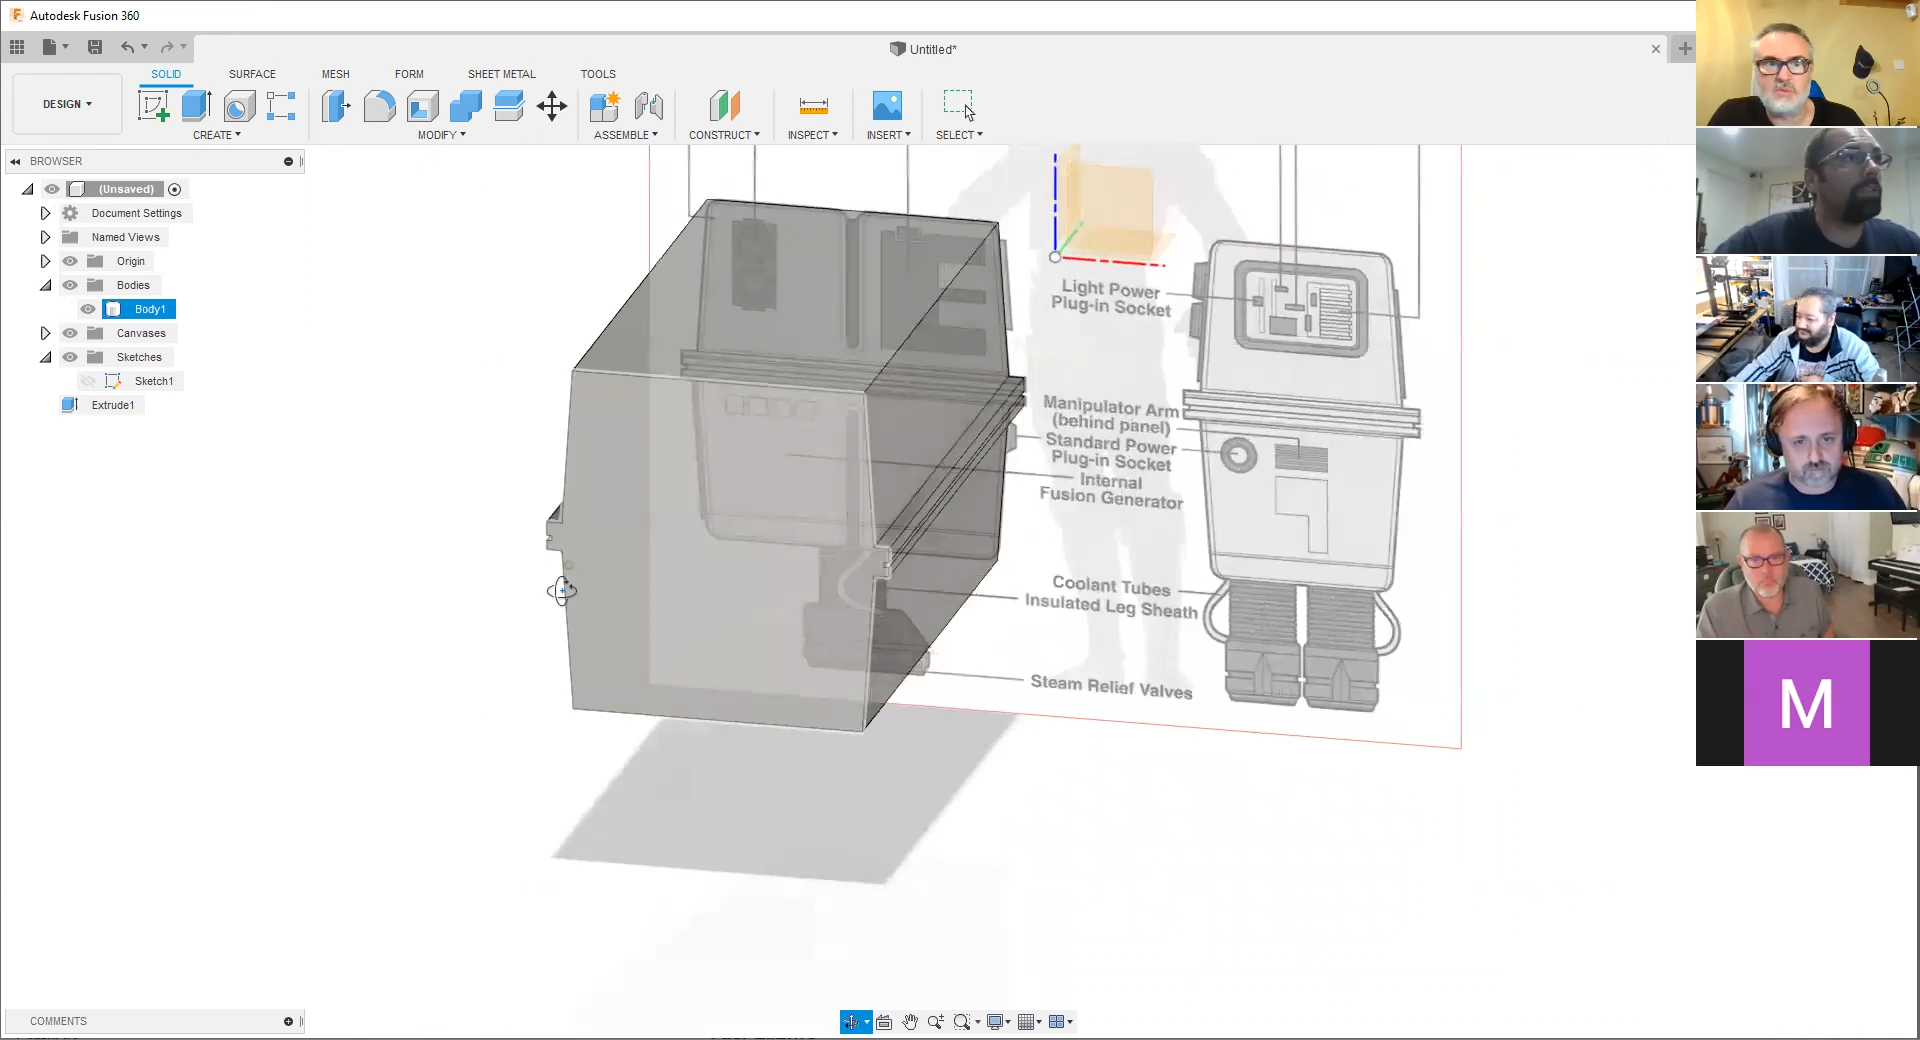 Autodesk Fusion 360
Untitled*
DESIGN
SOLID
SURFACE
MESH
FORM
SHEET METAL
TOOLS
CREATE
MODIFY
ASSEMBLE
CONSTRUCT
INSPECT
INSERT
SELECT
BROWSER
(Unsaved)
Document Settings
Named Views
Origin
Bodies
Body1
Canvases
Sketches
Sketch1
Extrude1
Light Power
Plug-in Socket
Manipulator Arm
(behind panel)
Standard Power
Plug-in Socket
Internal
Fusion Generator
Coolant Tubes
Insulated Leg Sheath
Steam Relief Valves
M
COMMENTS